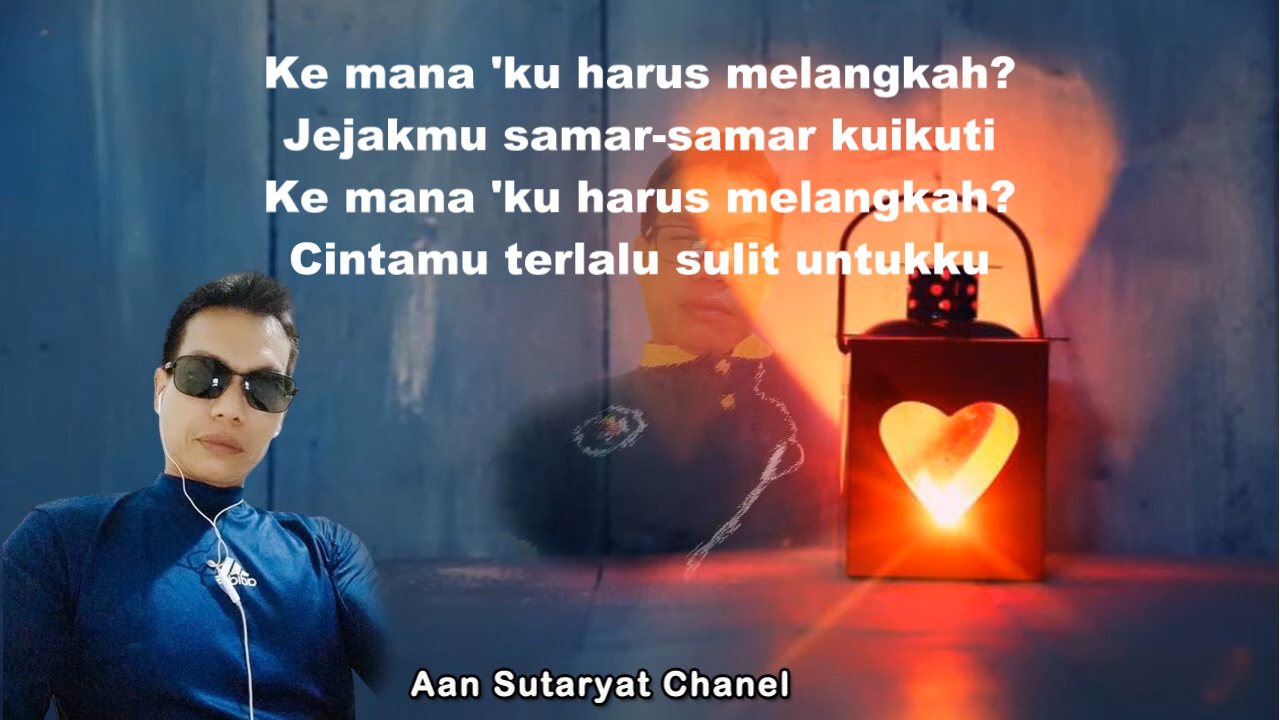 Ke mana 'ku harus melangkah?
Jejakmu samar-samar kuikuti
Ke mana 'ku harus melangkah?
Cintamu terlalu sulit untukku
adidas
Aan Sutaryat Chanel